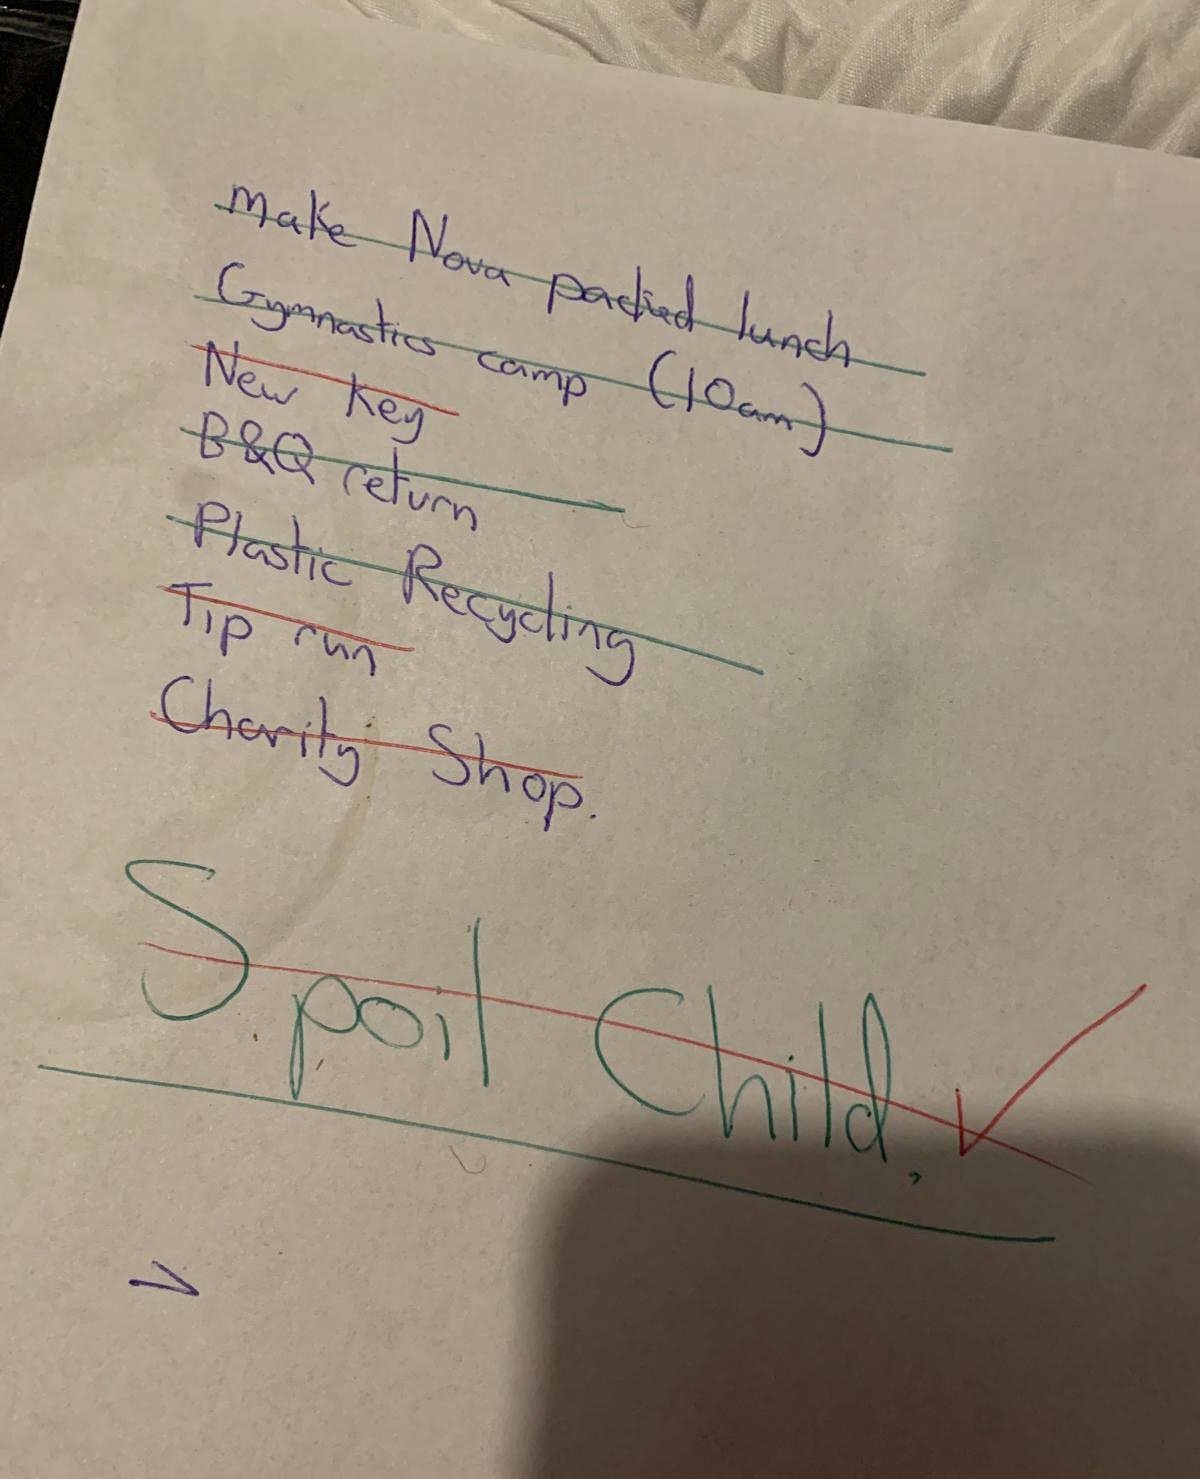 Make Nova packed lunch
Gymnastics camp (10am)
New key
B&Q return
Plastic Recycling
Tip run
Charity Shop.
Spoil Child.